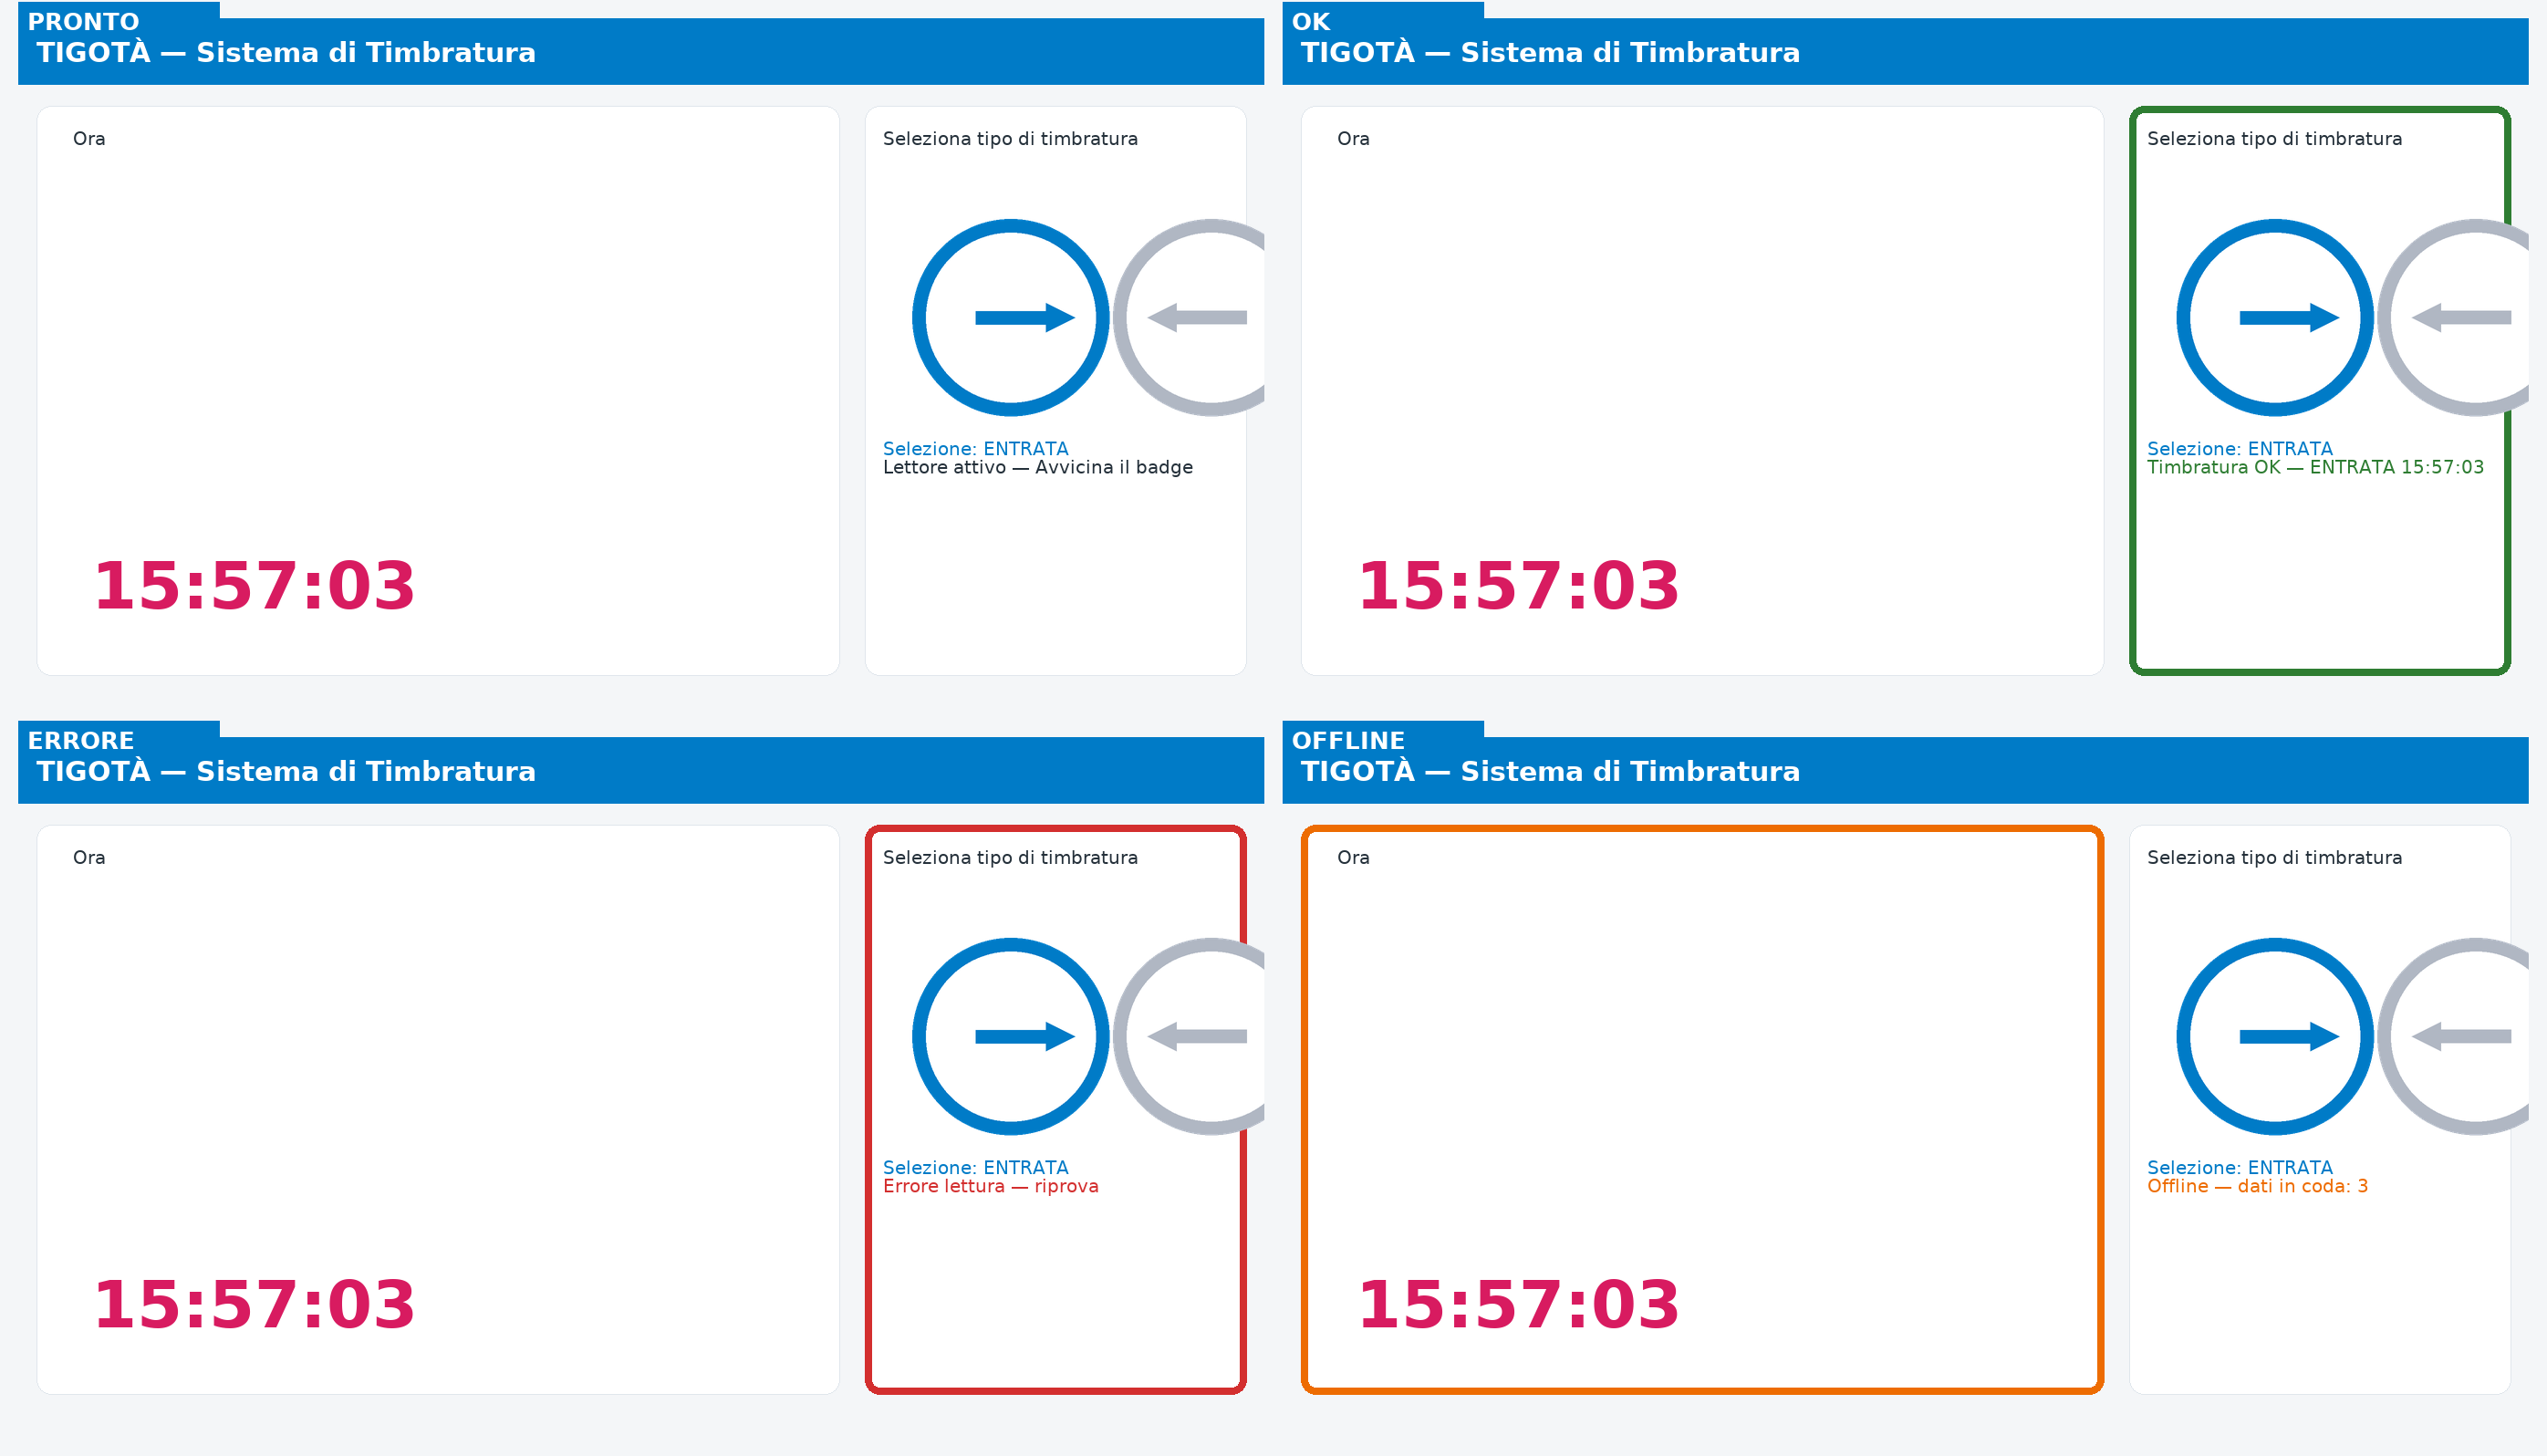 PRONTO
TIGOTÀ — Sistema di Timbratura
Ora
Seleziona tipo di timbratura
Selezione: ENTRATA
Lettore attivo — Avvicina il badge
15:57:03
OK
TIGOTÀ — Sistema di Timbratura
Ora
Seleziona tipo di timbratura
Selezione: ENTRATA
Timbratura OK — ENTRATA 15:57:03
15:57:03
ERRORE
TIGOTÀ — Sistema di Timbratura
Ora
Seleziona tipo di timbratura
Selezione: ENTRATA
Errore lettura — riprova
15:57:03
OFFLINE
TIGOTÀ — Sistema di Timbratura
Ora
Seleziona tipo di timbratura
Selezione: ENTRATA
Offline — dati in coda: 3
15:57:03